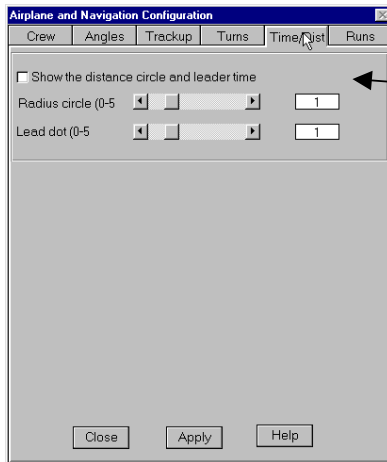 Airplane and Navigation Configuration
Crew Angles Trackup Turns Time/Dist Runs
Show the distance circle and leader time
Radius circle (0-5 1
Lead dot (0-5 1
Close Apply Help